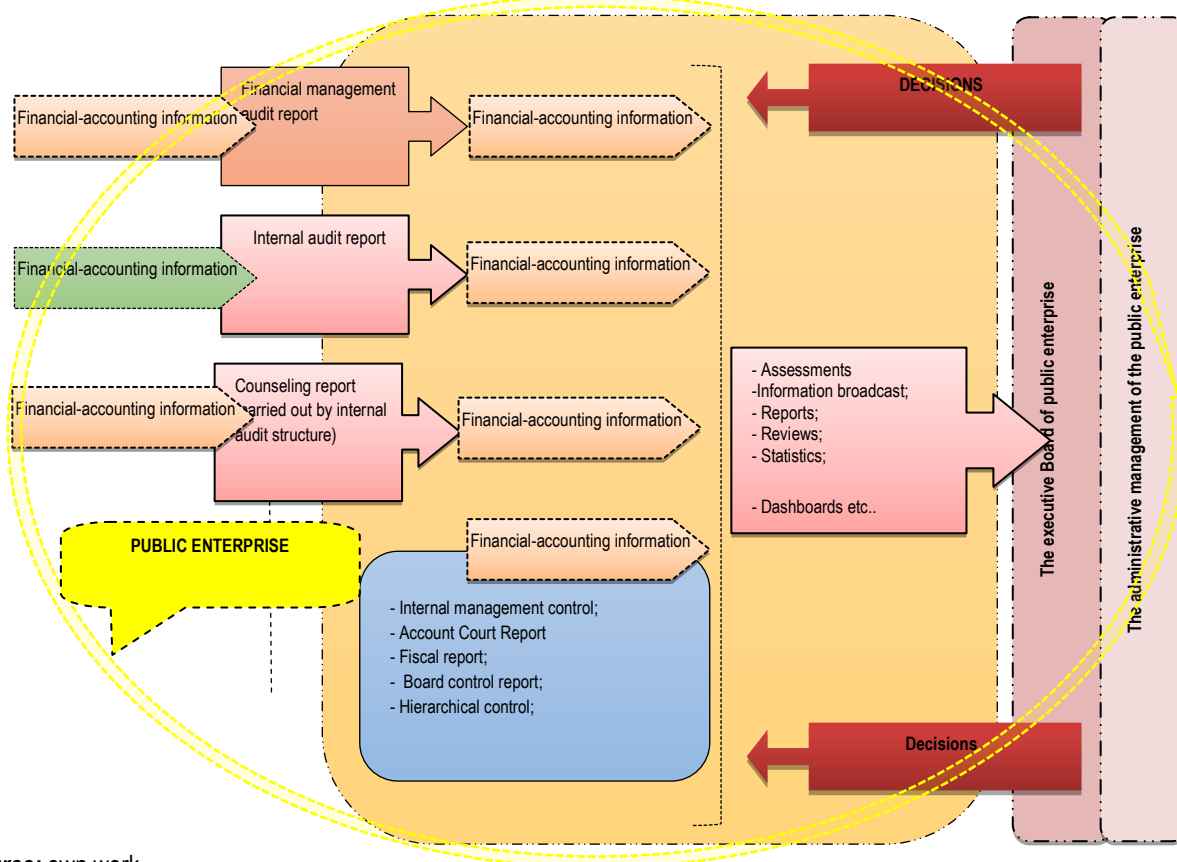 Financial management
audit report
Financial-accounting information
Financial-accounting information
DECISIONS
Internal audit report
Financial-accounting information
Financial-accounting information
Counseling report
carried out by internal
audit structure)
Financial-accounting information
Financial-accounting information
- Assessments
-Information broadcast;
- Reports;
- Reviews;
- Statistics;
- Dashboards etc..
The executive Board of public enterprise
The administrative management of the public enterprise
PUBLIC ENTERPRISE
Financial-accounting information
- Internal management control;
- Account Court Report
- Fiscal report;
- Board control report;
- Hierarchical control;
Decisions
own work